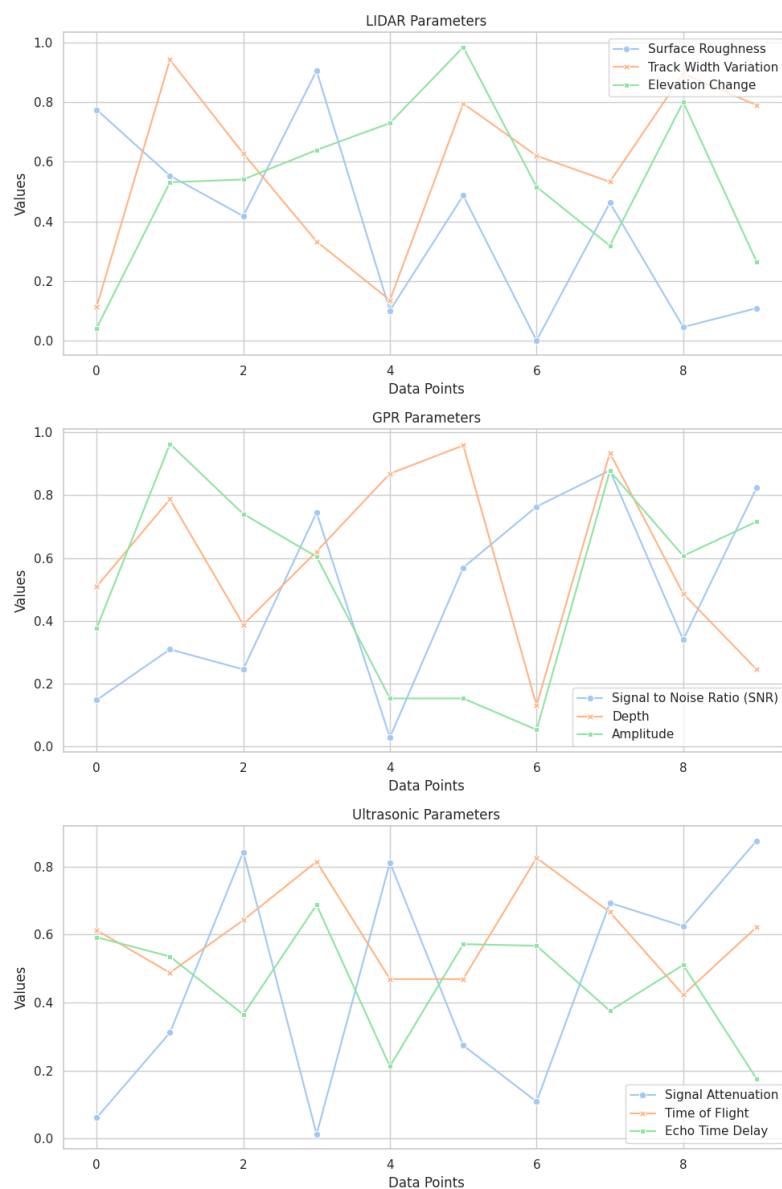 LIDAR Parameters
1.0
0.8
0.6
0.4
0.2
0.0
Values
Surface Roughness
Track Width Variation
Elevation Change
0 2 4 6 8
Data Points
GPR Parameters
1.0
0.8
0.6
0.4
0.2
0.0
Values
Signal to Noise Ratio (SNR)
Depth
Amplitude
0 2 4 6 8
Data Points
Ultrasonic Parameters
0.8
0.6
0.4
0.2
0.0
Values
Signal Attenuation
Time of Flight
Echo Time Delay
0 2 4 6 8
Data Points